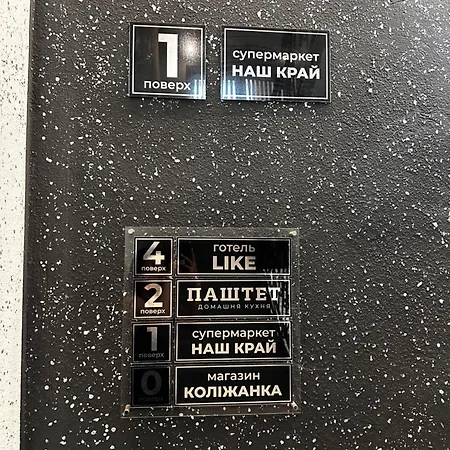 1
поверх
супермаркет
НАШ КРАЙ
4
поверх
готель
LIKE
2
поверх
ПАШТЕТ
ДОМАШНЯ КУХНЯ
1
поверх
супермаркет
НАШ КРАЙ
0
магазин
КОЛІЖАНКА